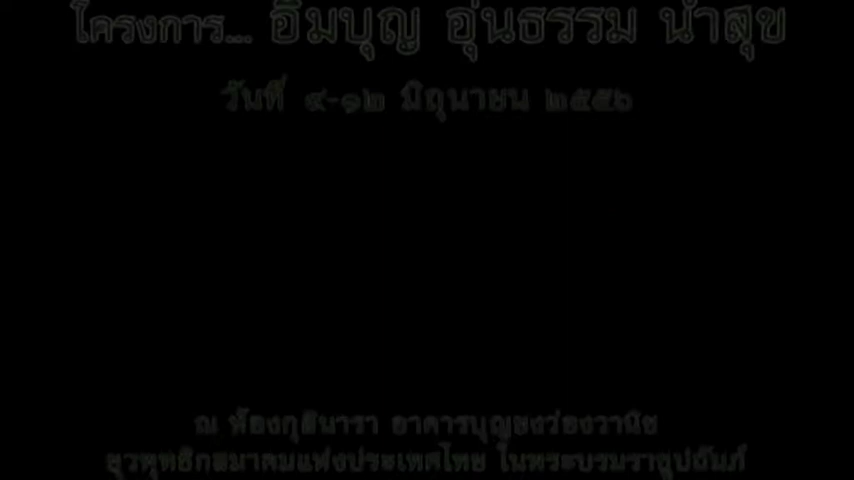 โครงการ... อิ่มบุญ อุ่นธรรม นำสุข
วันที่ ๙-๑๒ มิถุนายน ๒๕๕๖
ณ ห้องกุสินารา อาคารบุญยงว่องวานิช
ยุวพุทธิกสมาคมแห่งประเทศไทย ในพระบรมราชูปถัมภ์